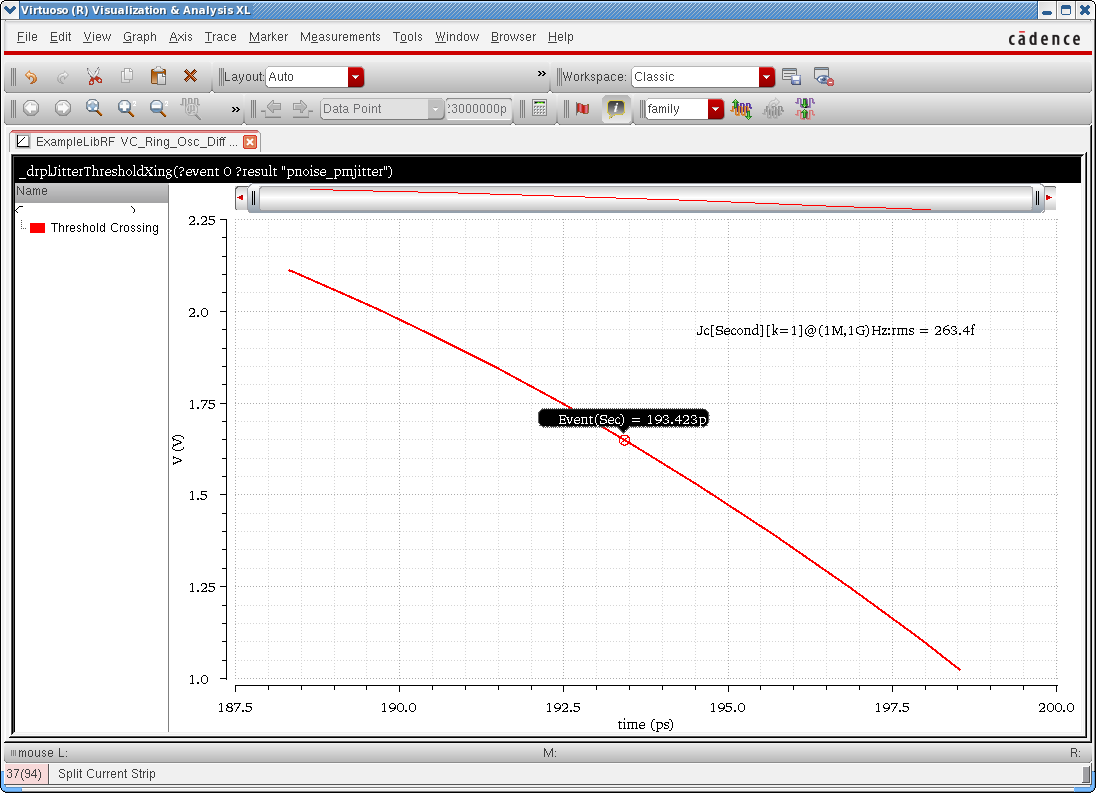 Virtuoso (R) Visualization & Analysis XL
File Edit View Graph Axis Trace Marker Measurements Tools Window Browser Help
cādence
Layout: Auto » Workspace: Classic
» Data Point :3000000p family
ExampleLibRF VC_Ring_Osc_Diff ...
_drplJitterThresholdXing(?event 0 ?result "pnoise_pmjitter")
Name
Threshold Crossing
2.25
2.0
Jc[Second][k=1]@(1M,1G)Hz:rms = 263.4f
1.75
Event(Sec) = 193.423p
V (V)
1.5
1.25
1.0
187.5 190.0 192.5 195.0 197.5 200.0
time (ps)
mouse L: M: R:
37(94) Split Current Strip